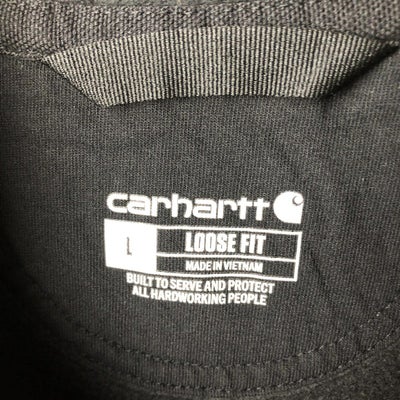 carhartt
L LOOSE FIT
MADE IN VIETNAM
BUILT TO SERVE AND PROTECT
ALL HARDWORKING PEOPLE